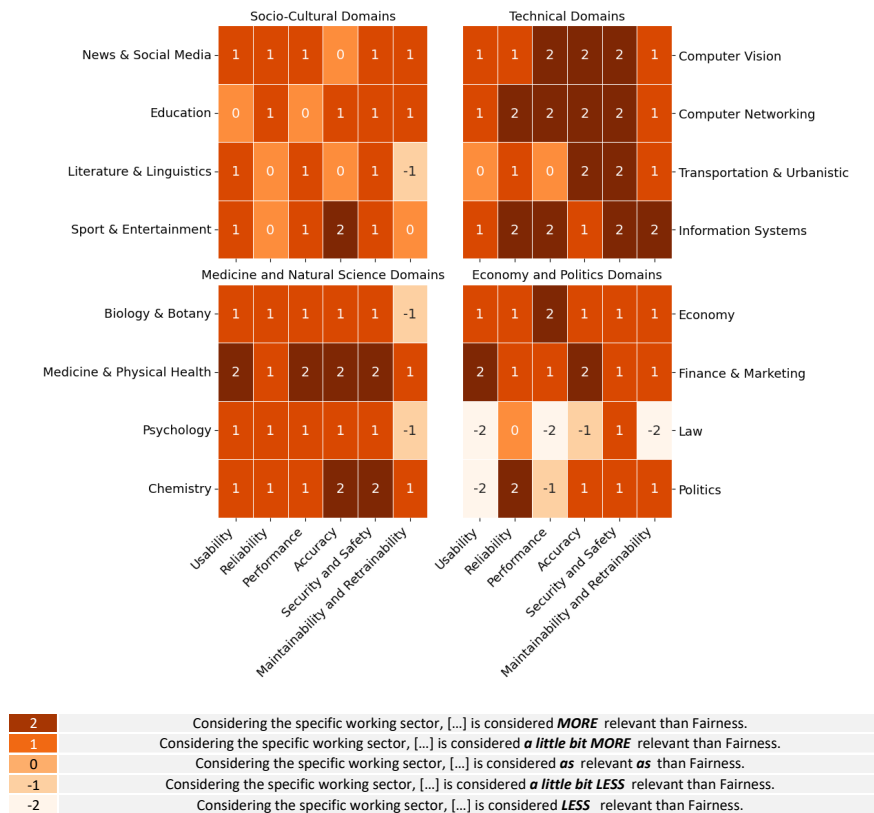 Socio-Cultural Domains
Technical Domains
News & Social Media 1 1 1 0 1 1
1 1 2 2 2 1 Computer Vision
Education 0 1 0 1 1 1
1 2 2 2 2 1 Computer Networking
Literature & Linguistics 1 0 1 0 1 -1
0 1 0 2 2 1 Transportation & Urbanistic
Sport & Entertainment 1 0 1 2 1 0
1 2 2 1 2 2 Information Systems
Medicine and Natural Science Domains
Economy and Politics Domains
Biology & Botany 1 1 1 1 1 -1
1 1 2 1 1 1 Economy
Medicine & Physical Health 2 1 2 2 2 1
2 1 1 2 1 1 Finance & Marketing
Psychology 1 1 1 1 1 -1
-2 0 -2 -1 1 -2 Law
Chemistry 1 1 1 2 2 1
-2 2 -1 1 1 1 Politics
Usability
Reliability
Performance
Accuracy
Security and Safety
Maintainability and Retrainability
Usability
Reliability
Performance
Accuracy
Security and Safety
Maintainability and Retrainability
2 Considering the specific working sector, […] is considered MORE relevant than Fairness.
1 Considering the specific working sector, […] is considered a little bit MORE relevant than Fairness.
0 Considering the specific working sector, […] is considered as relevant as than Fairness.
-1 Considering the specific working sector, […] is considered a little bit LESS relevant than Fairness.
-2 Considering the specific working sector, […] is considered LESS relevant than Fairness.